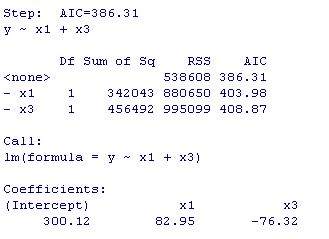 Step:  AIC=386.31
y ~ x1 + x3

       Df Sum of Sq    RSS    AIC
<none>              538608 386.31
- x1    1    342043 880650 403.98
- x3    1    456492 995099 408.87

Call:
lm(formula = y ~ x1 + x3)

Coefficients:
(Intercept)           x1           x3
     300.12        82.95       -76.32